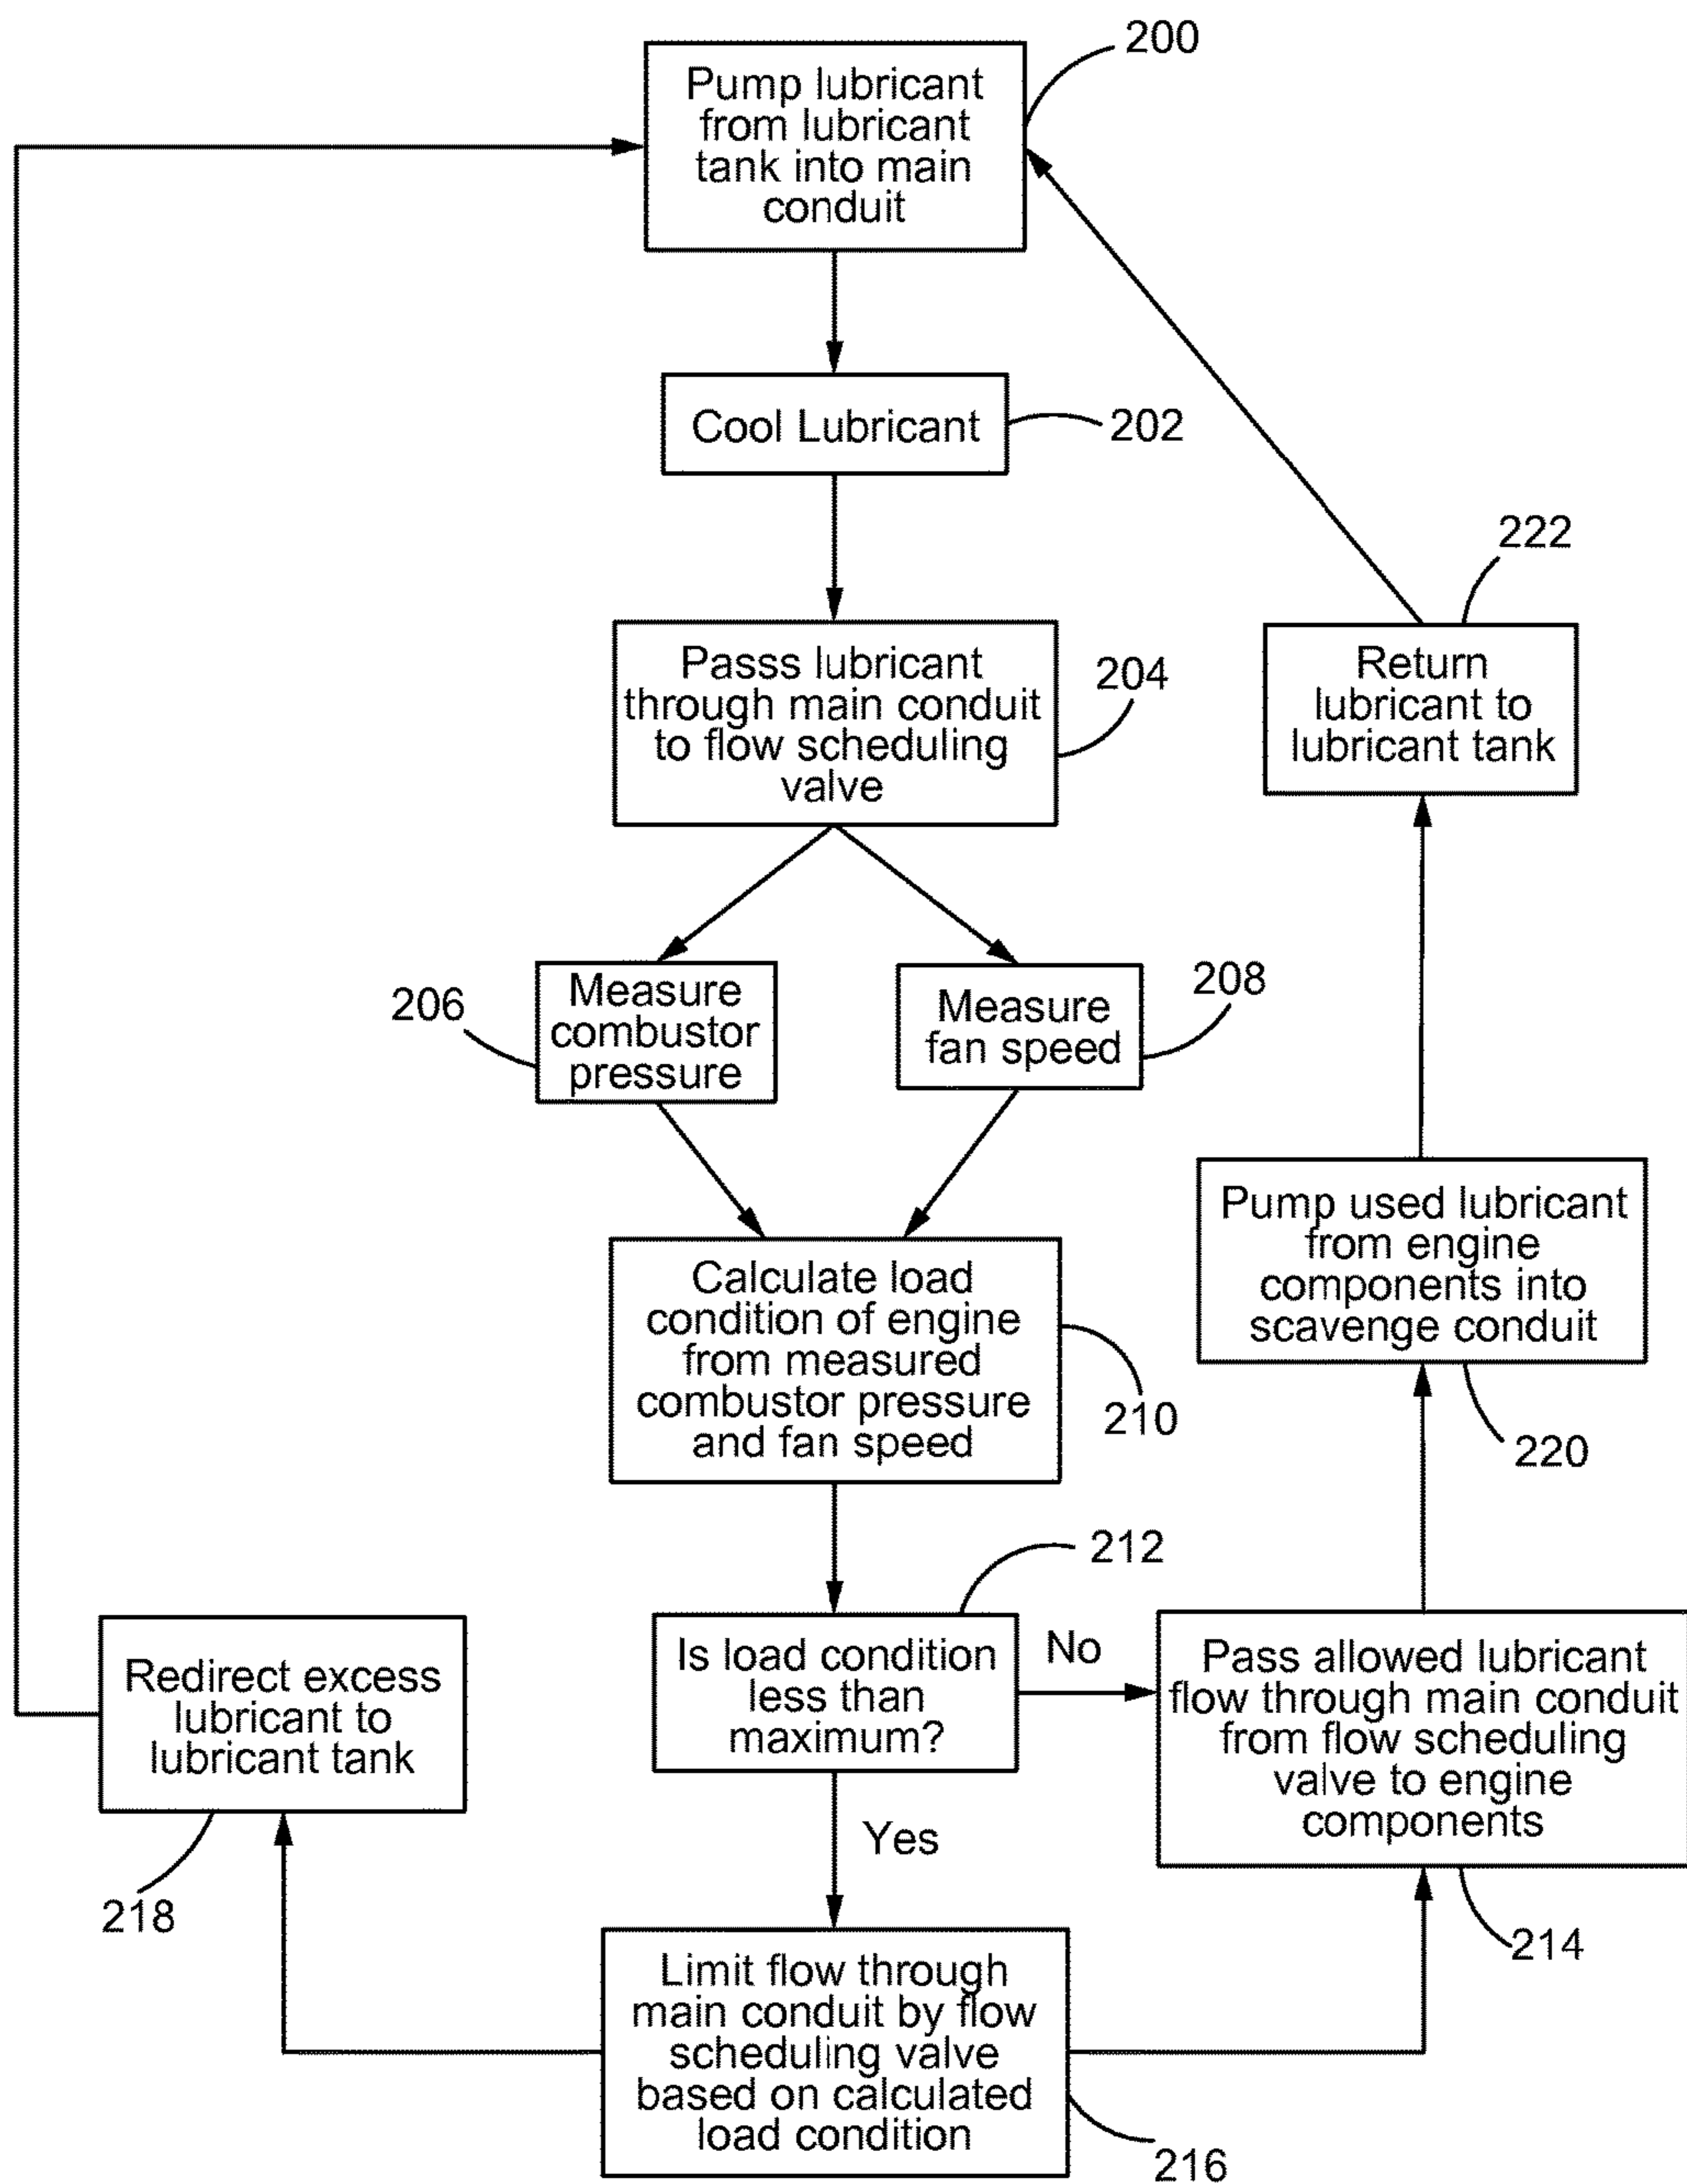 200
Pump lubricant
from lubricant
tank into main
conduit
Cool Lubricant
202
222
Passs lubricant
through main conduit
to flow scheduling
valve
204
Return
lubricant to
lubricant tank
206
Measure
combustor
pressure
Measure
fan speed
208
Pump used lubricant
from engine
components into
scavenge conduit
220
Calculate load
condition of engine
from measured
combustor pressure
and fan speed
210
212
Is load condition
less than
maximum?
No
Yes
Pass allowed lubricant
flow through main conduit
from flow scheduling
valve to engine
components
214
Redirect excess
lubricant to
lubricant tank
218
Limit flow through
main conduit by flow
scheduling valve
based on calculated
load condition
216